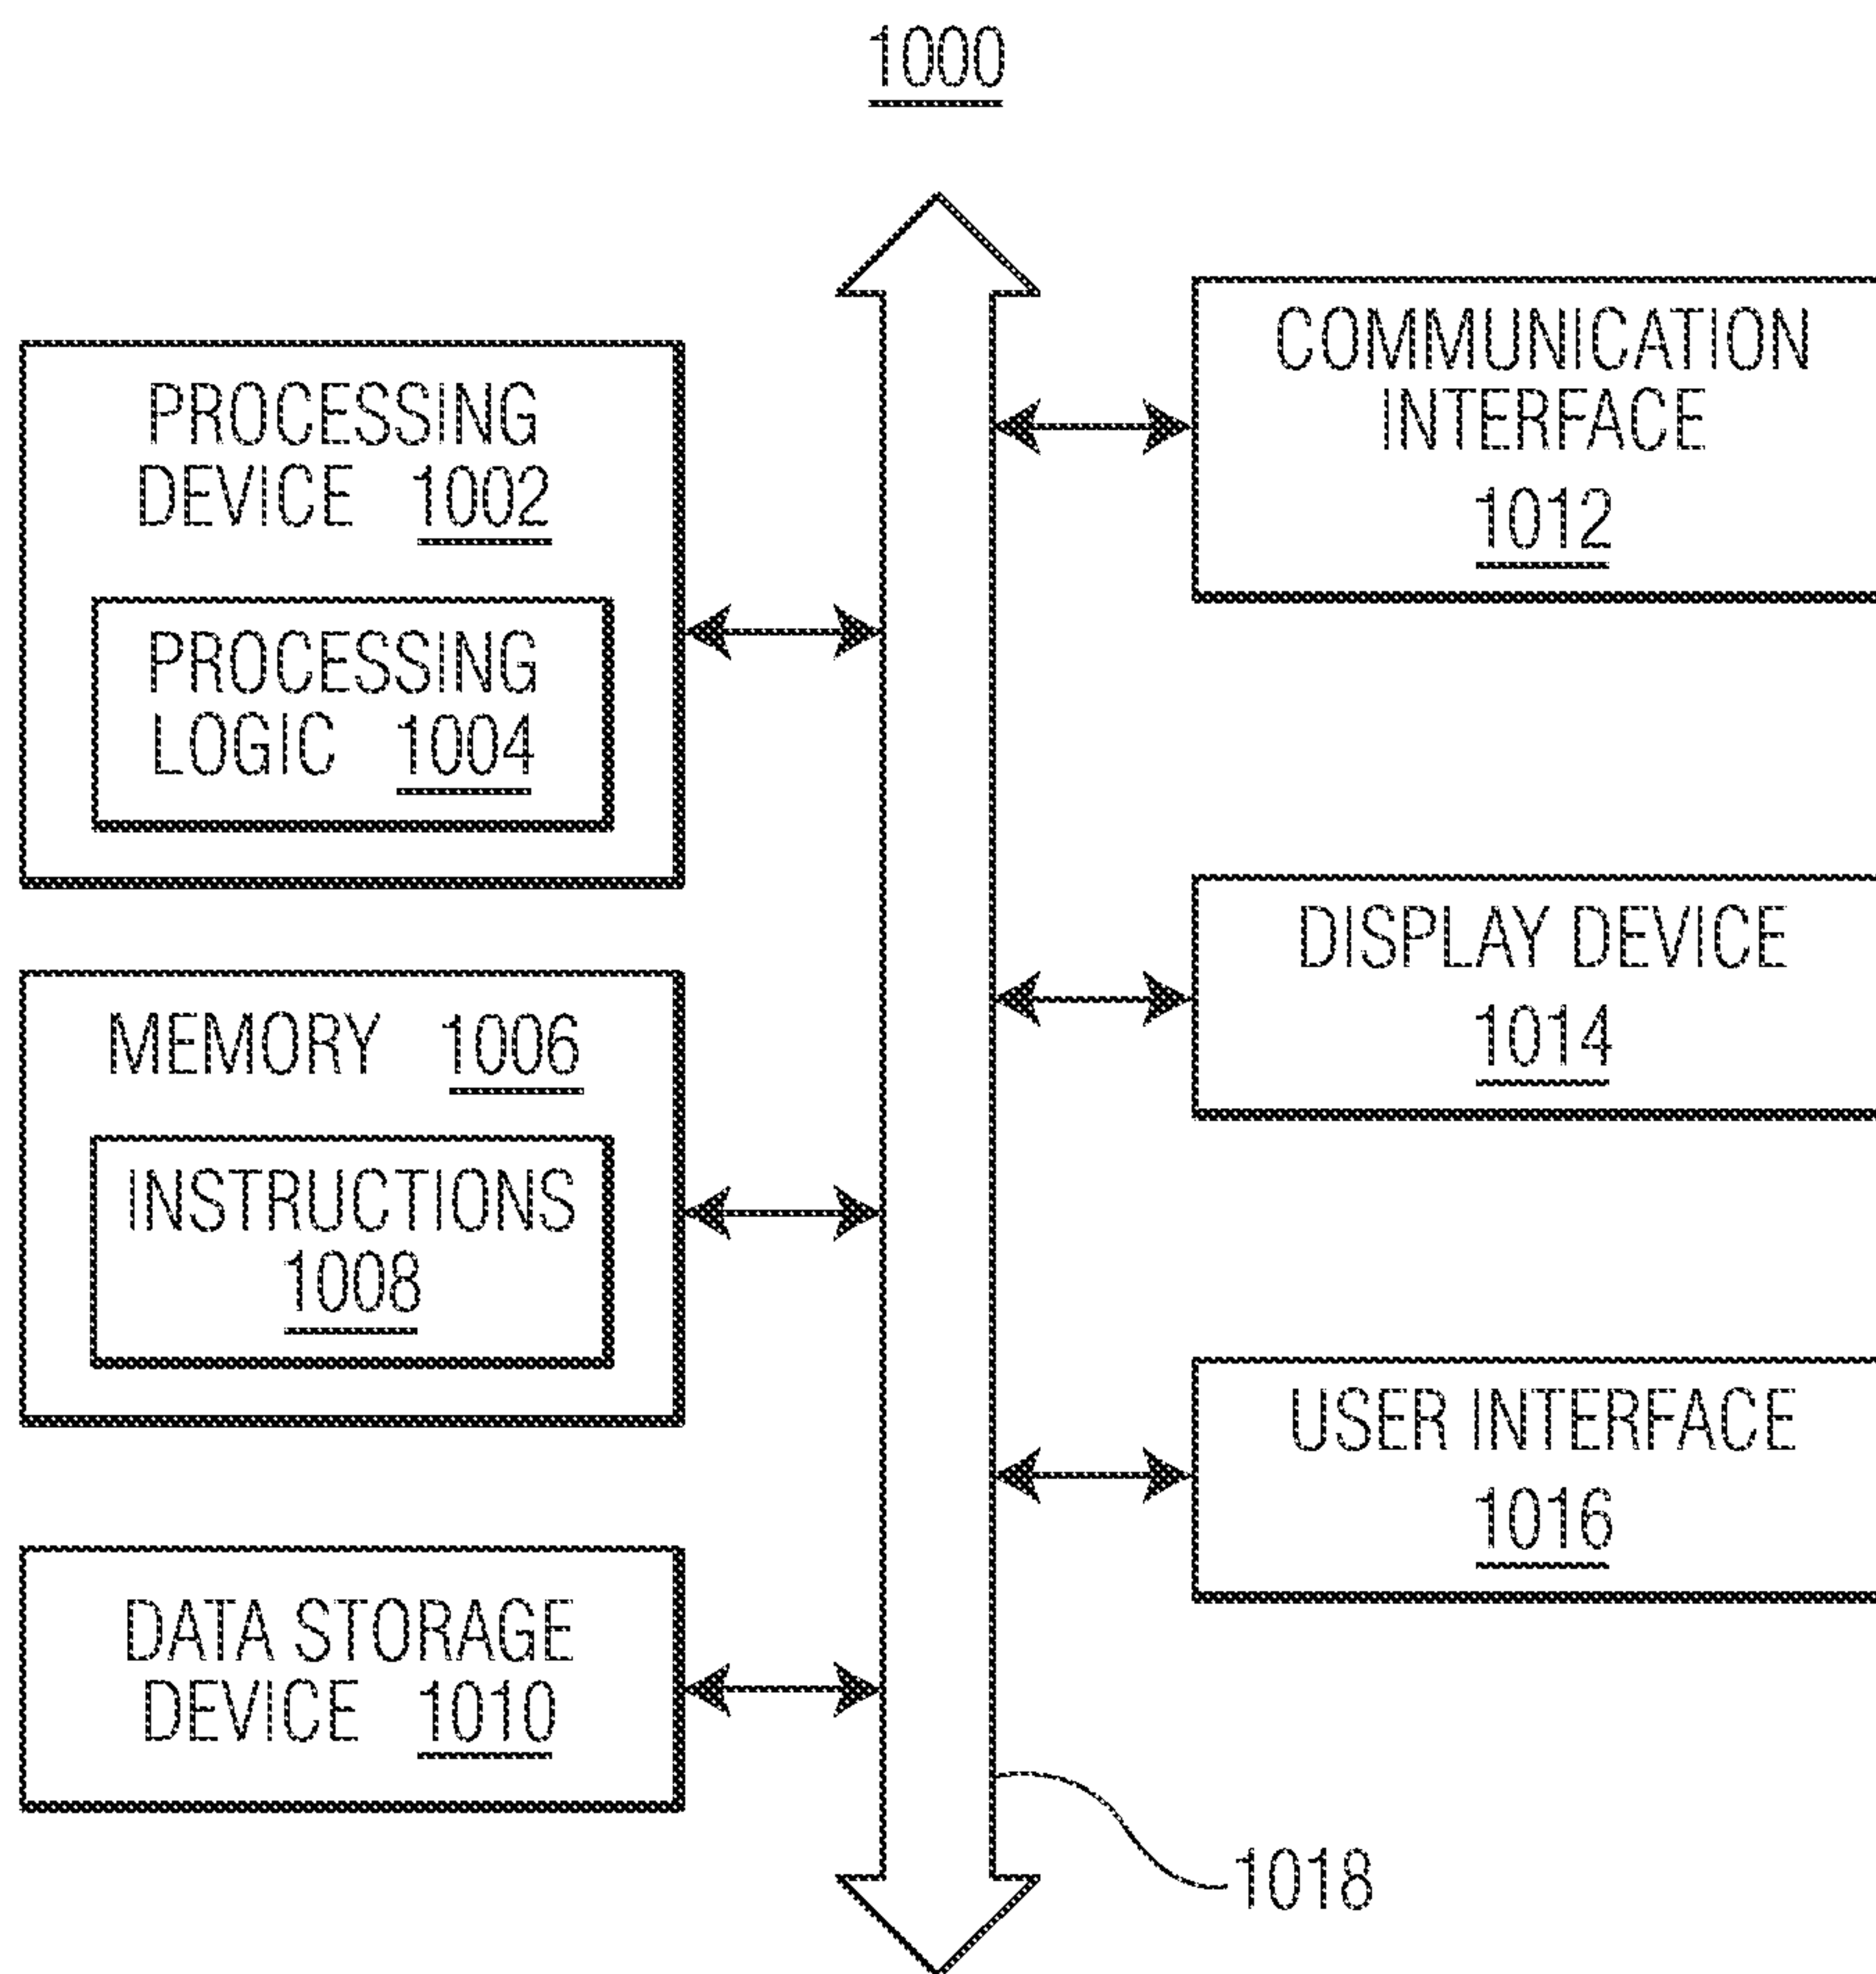 1000
PROCESSING
DEVICE 1002
PROCESSING
LOGIC 1004
MEMORY 1006
INSTRUCTIONS
1008
DATA STORAGE
DEVICE 1010
COMMUNICATION
INTERFACE
1012
DISPLAY DEVICE
1014
USER INTERFACE
1016
1018